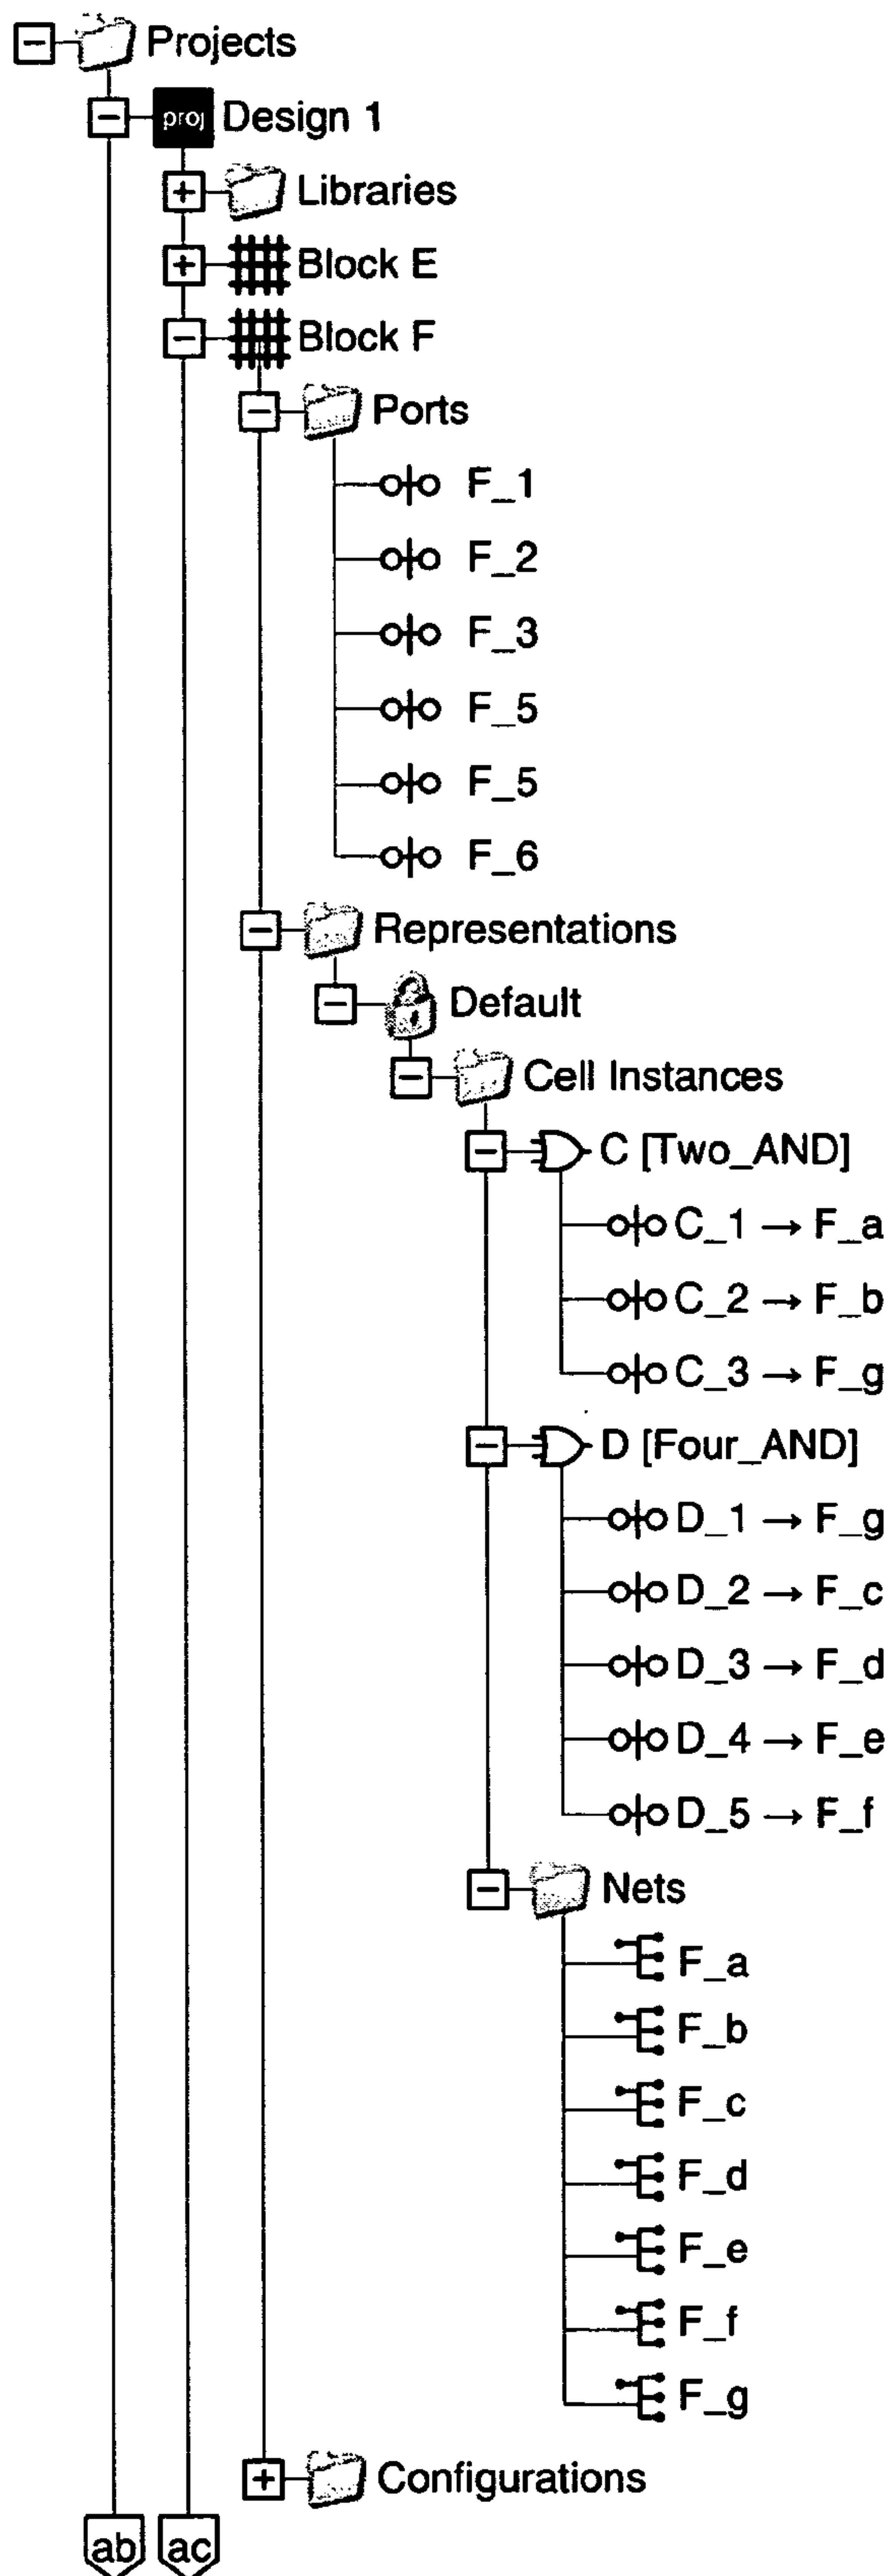 Projects
proj Design 1
Libraries
Block E
Block F
Ports
F_1
F_2
F_3
F_5
F_5
F_6
Representations
Default
Cell Instances
C [Two_AND]
C_1 → F_a
C_2 → F_b
C_3 → F_g
D [Four_AND]
D_1 → F_g
D_2 → F_c
D_3 → F_d
D_4 → F_e
D_5 → F_f
Nets
F_a
F_b
F_c
F_d
F_e
F_f
F_g
Configurations
ab ac